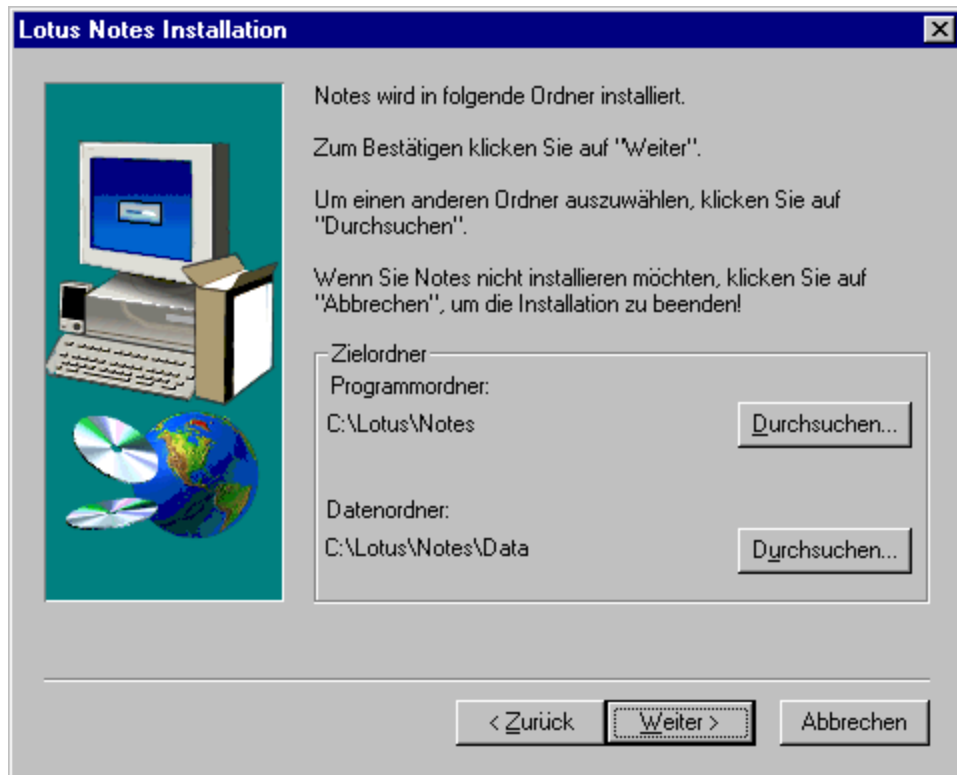 Lotus Notes Installation
Notes wird in folgende Ordner installiert.
Zum Bestätigen klicken Sie auf "Weiter".
Um einen anderen Ordner auszuwählen, klicken Sie auf
"Durchsuchen".
Wenn Sie Notes nicht installieren möchten, klicken Sie auf
"Abbrechen", um die Installation zu beenden!
Zielordner
Programmordner:
C:\Lotus\Notes
Durchsuchen...
Datenordner:
C:\Lotus\Notes\Data
Durchsuchen...
< Zurück
Weiter >
Abbrechen